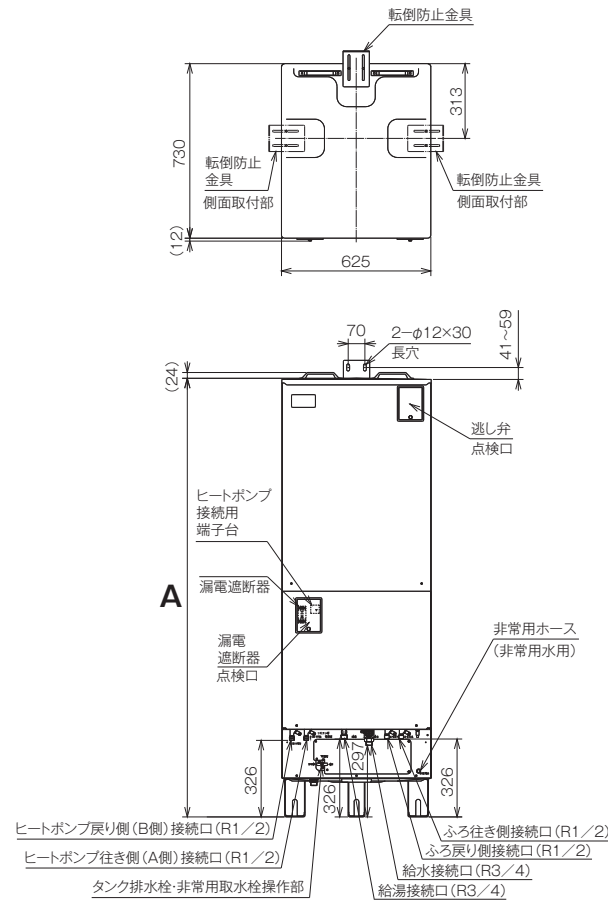 転倒防止金具
730
(12)
313
転倒防止
金具
側面取付部
転倒防止金具
側面取付部
625
70
2−φ12×30
長穴
41~59
(24)
逃し弁
点検口
ヒートポンプ
接続用
端子台
A
漏電遮断器
漏電
遮断器
点検口
非常用ホース
(非常用水用)
326
326
297
326
ヒートポンプ戻り側(B側)接続口(R1/2)
ヒートポンプ往き側(A側)接続口(R1/2)
タンク排水栓・非常用取水栓操作部
ふろ往き側接続口(R1/2)
ふろ戻り側接続口(R1/2)
給水接続口(R3/4)
給湯接続口(R3/4)